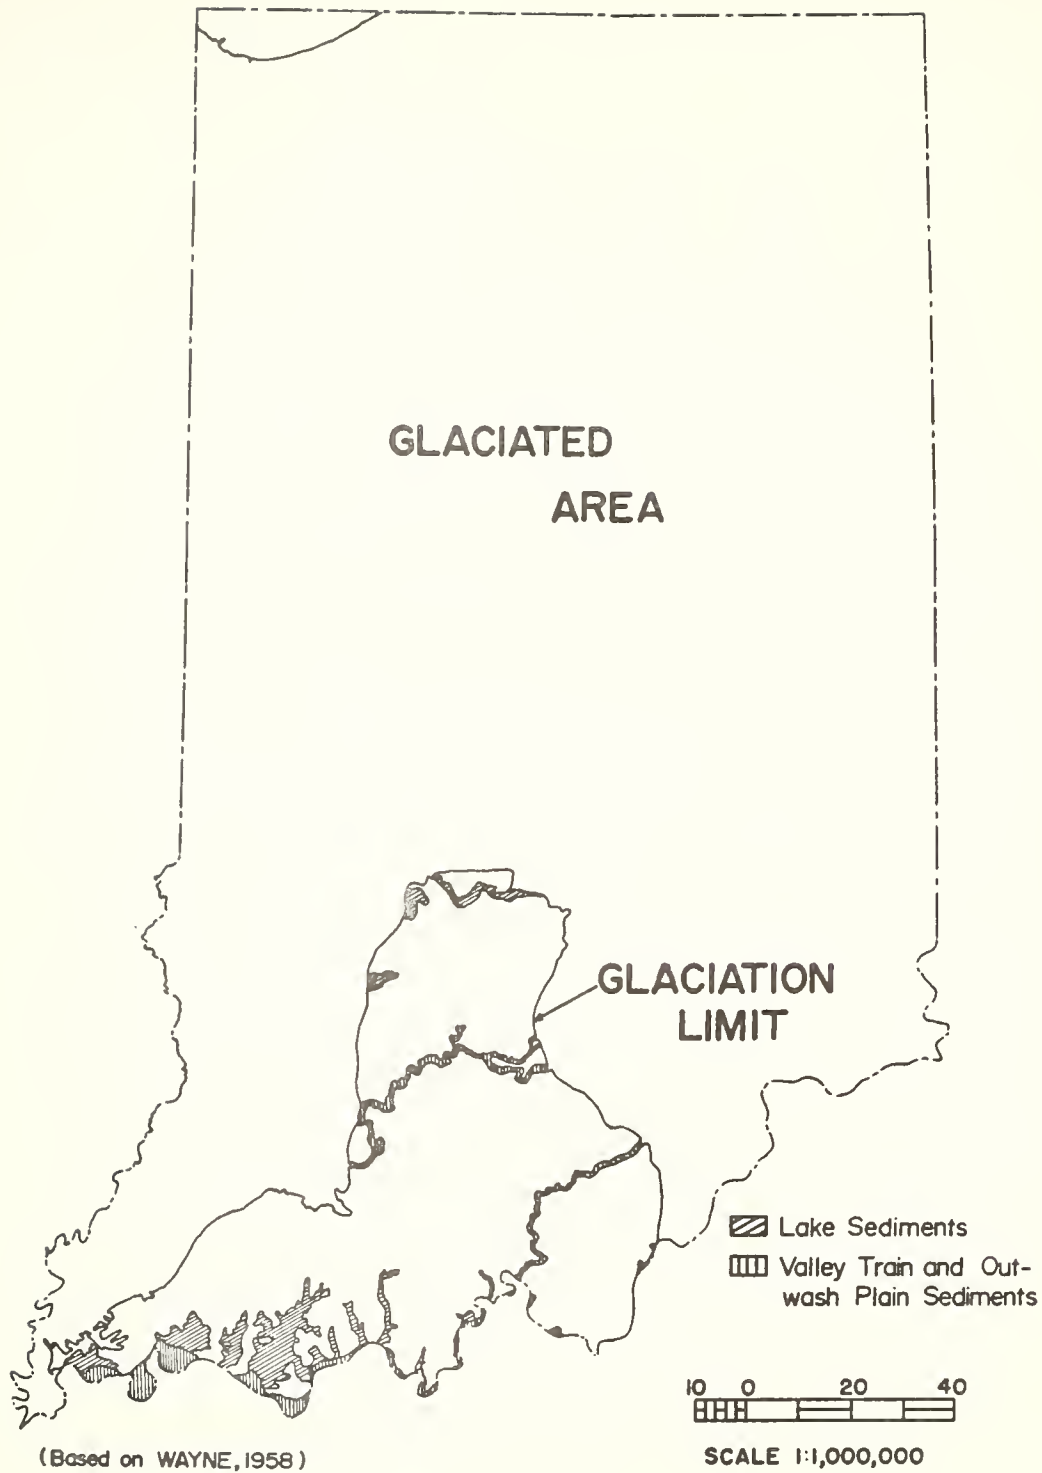 GLACIATED
AREA
GLACIATION
LIMIT
Lake Sediments
Valley Train and Out-
wash Plain Sediments
10 0 20 40
SCALE 1:1,000,000
(Based on WAYNE, 1958)